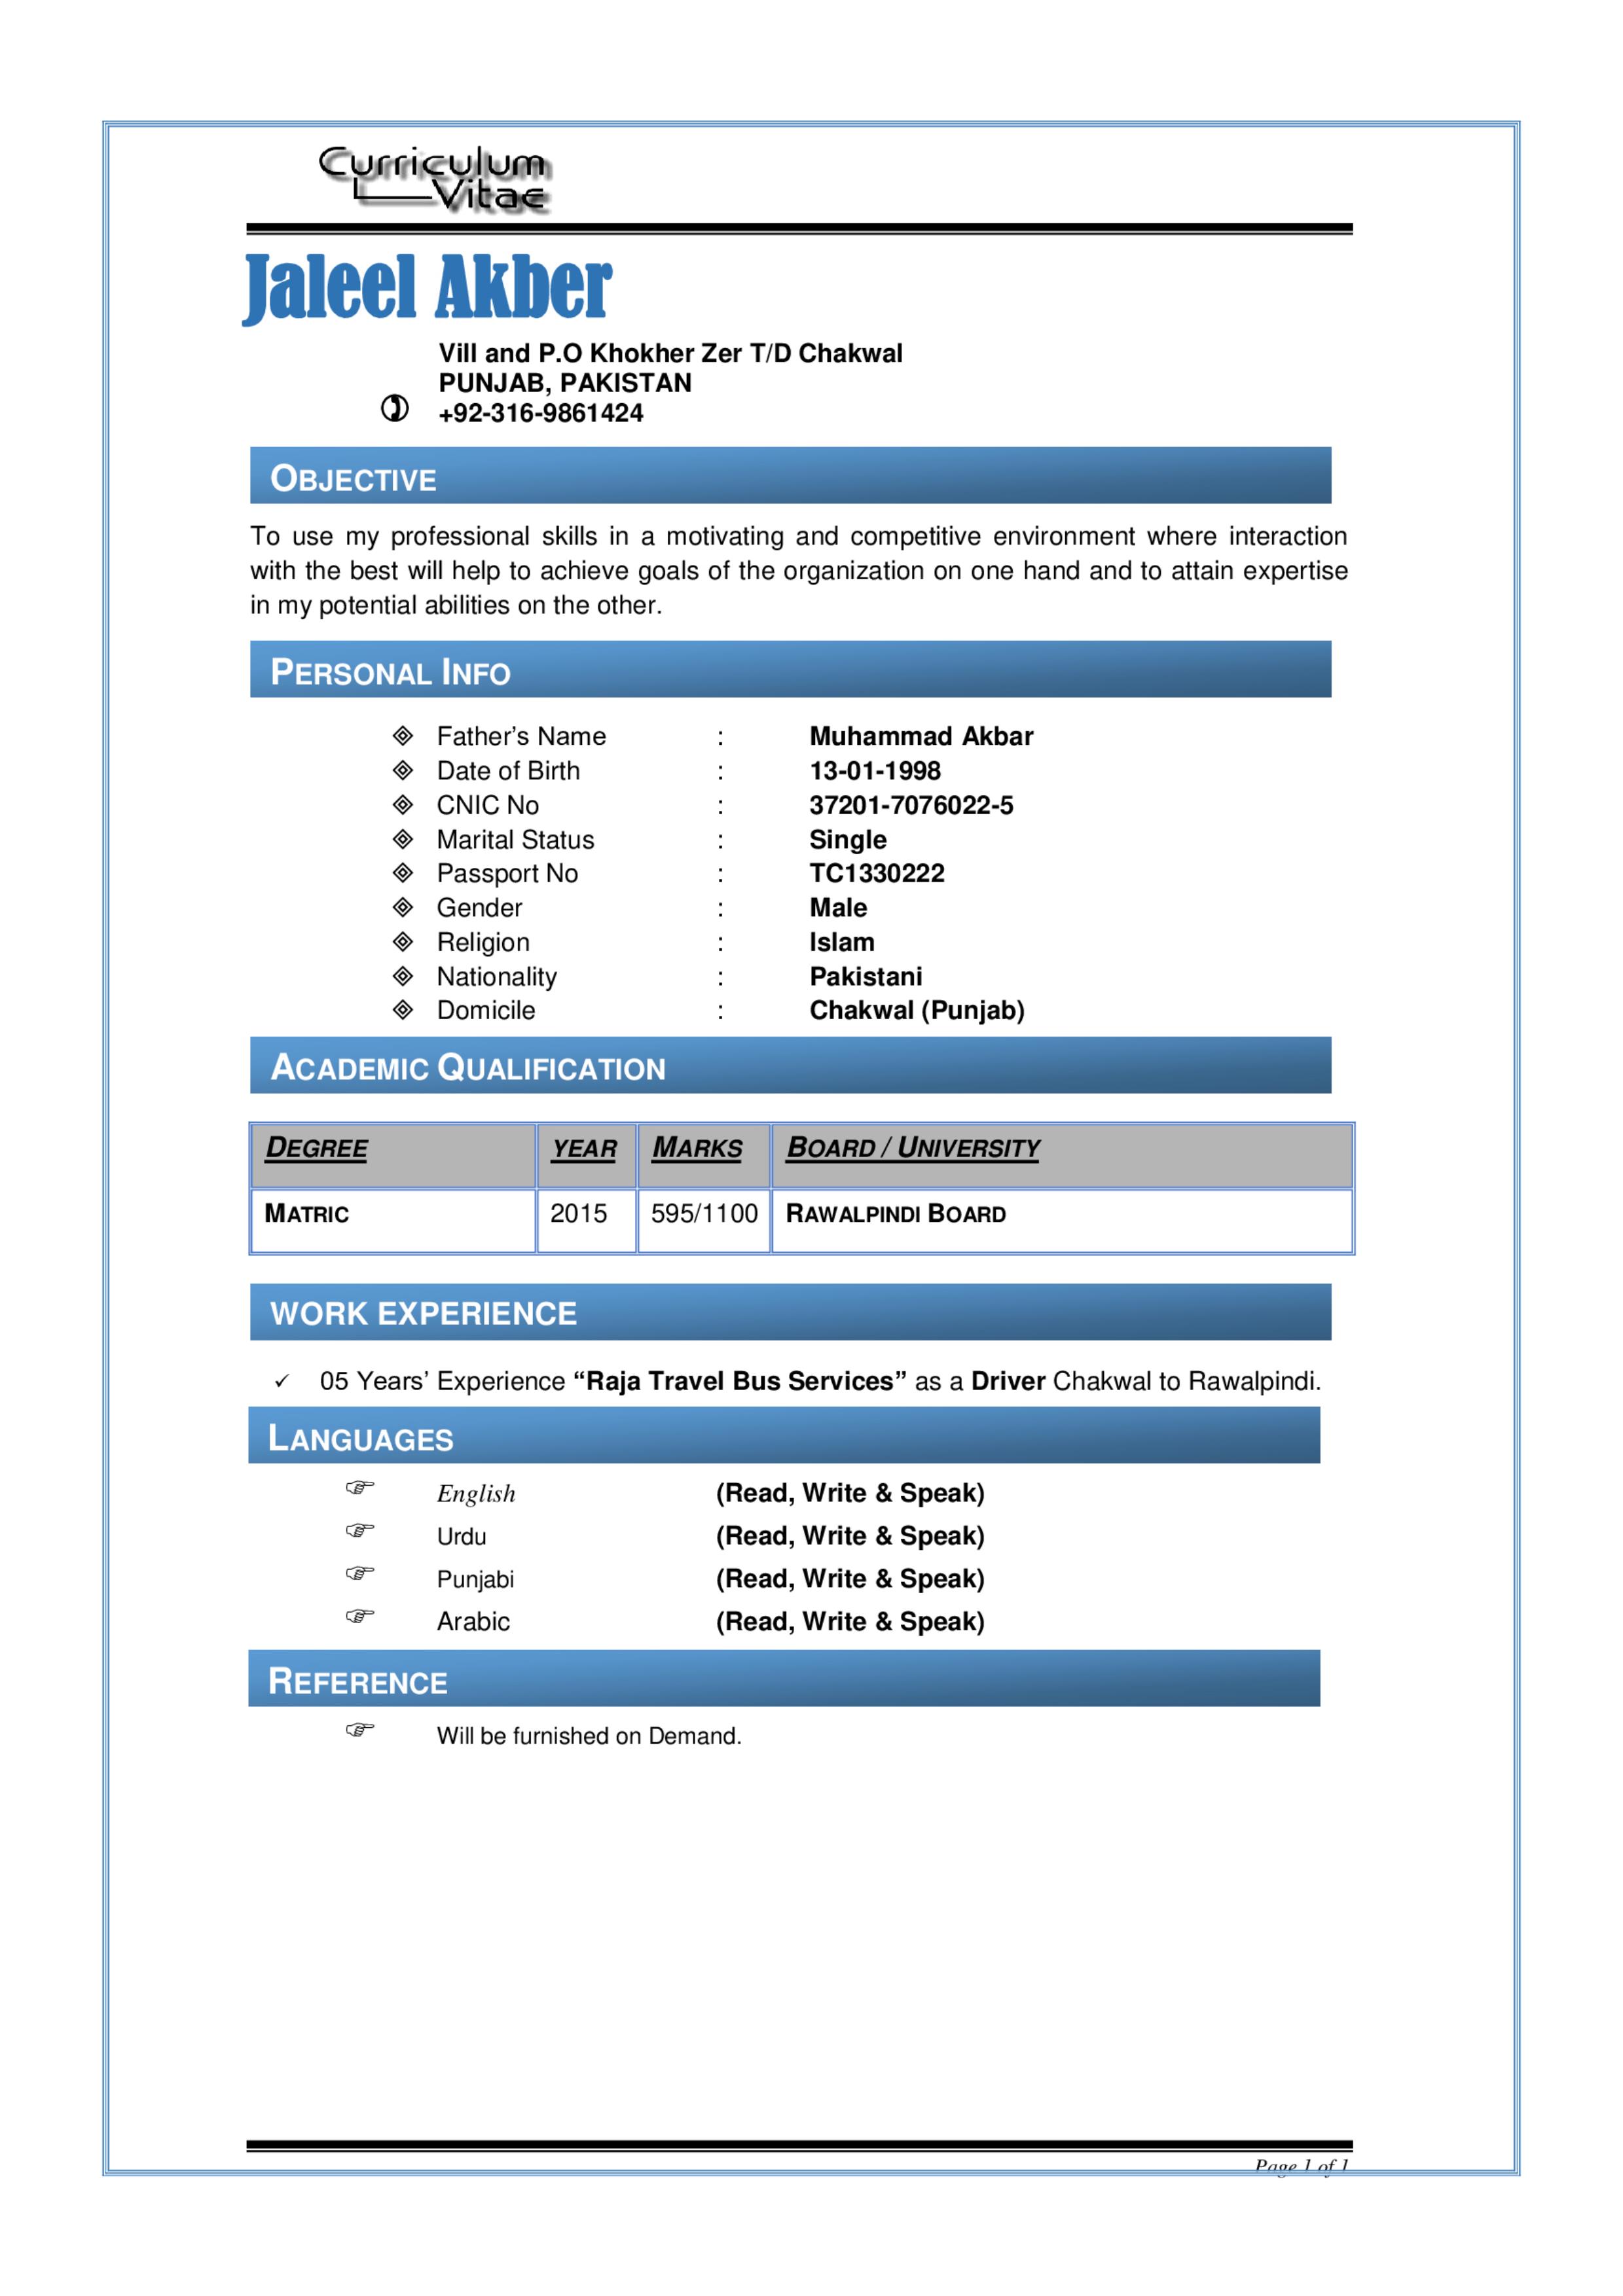 Curriculum
Vitae
Jaleel Akber
Vill and P.O Khokher Zer T/D Chakwal
PUNJAB, PAKISTAN
+92-316-9861424
OBJECTIVE
To use my professional skills in a motivating and competitive environment where interaction
with the best will help to achieve goals of the organization on one hand and to attain expertise
in my potential abilities on the other.
PERSONAL INFO
Father’s Name : Muhammad Akbar
Date of Birth : 13-01-1998
CNIC No : 37201-7076022-5
Marital Status : Single
Passport No : TC1330222
Gender : Male
Religion : Islam
Nationality : Pakistani
Domicile : Chakwal (Punjab)
ACADEMIC QUALIFICATION
DEGREE YEAR MARKS BOARD / UNIVERSITY
MATRIC 2015 595/1100 RAWALPINDI BOARD
WORK EXPERIENCE
✓ 05 Years’ Experience “Raja Travel Bus Services” as a Driver Chakwal to Rawalpindi.
LANGUAGES
English (Read, Write & Speak)
Urdu (Read, Write & Speak)
Punjabi (Read, Write & Speak)
Arabic (Read, Write & Speak)
REFERENCE
Will be furnished on Demand.
Page 1 of 1